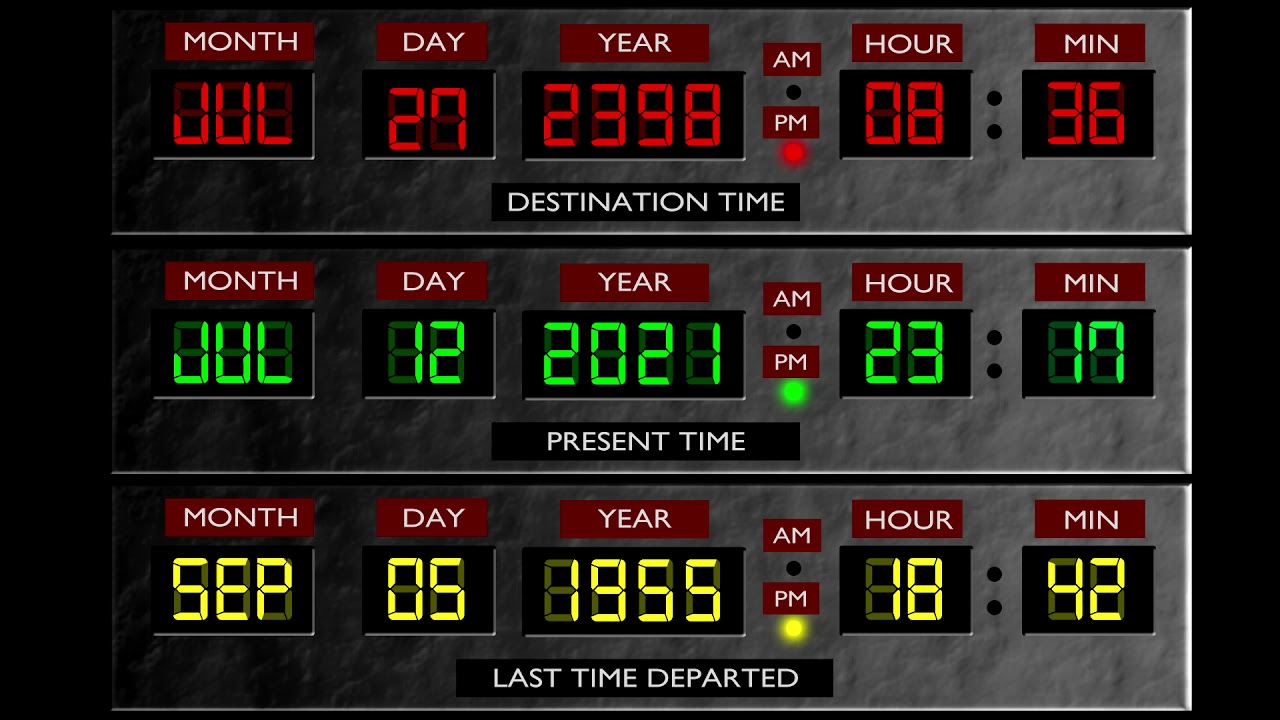 MONTH DAY YEAR AM HOUR MIN
JUL 27 2398 PM 08 : 36
DESTINATION TIME
MONTH DAY YEAR AM HOUR MIN
JUL 12 2021 PM 23 : 17
PRESENT TIME
MONTH DAY YEAR AM HOUR MIN
SEP 05 1955 PM 18 : 42
LAST TIME DEPARTED